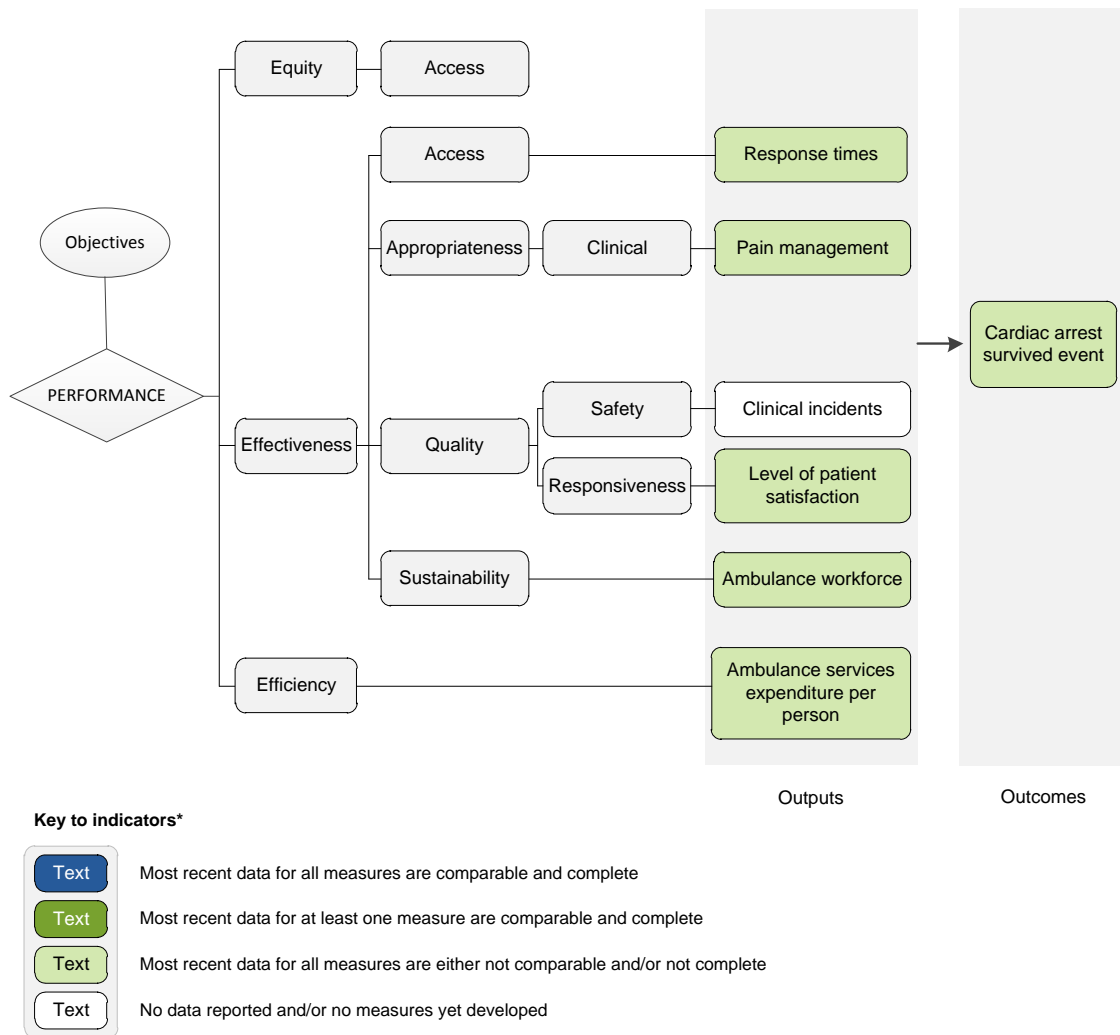 Equity
Access
Access
Response times
Objectives
Appropriateness
Clinical
Pain management
Cardiac arrest
survived event
PERFORMANCE
Safety
Clinical incidents
Effectiveness
Quality
Responsiveness
Level of patient
satisfaction
Sustainability
Ambulance workforce
Efficiency
Ambulance services
expenditure per
person
Outputs
Outcomes
Key to indicators*
Text
Most recent data for all measures are comparable and complete
Text
Most recent data for at least one measure are comparable and complete
Text
Most recent data for all measures are either not comparable and/or not complete
Text
No data reported and/or no measures yet developed